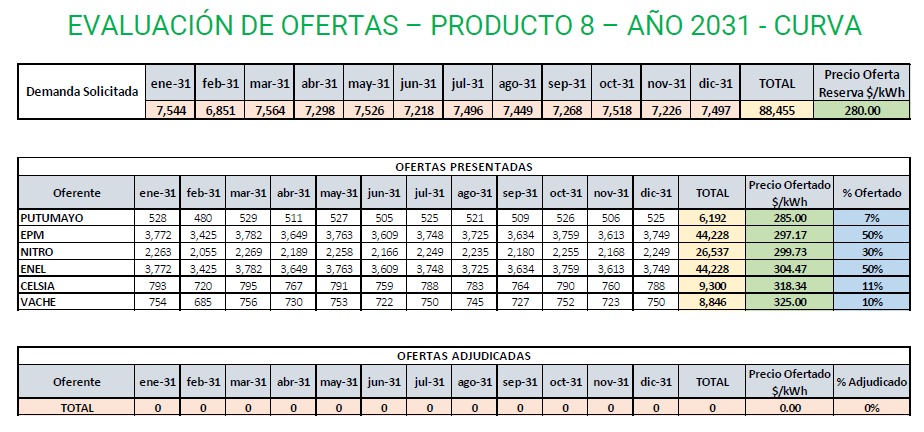 EVALUACIÓN DE OFERTAS – PRODUCTO 8 – AÑO 2031 - CURVA
Demanda Solicitada ene-31 feb-31 mar-31 abr-31 may-31 jun-31 jul-31 ago-31 sep-31 oct-31 nov-31 dic-31 TOTAL Precio Oferta Reserva $/kWh
7,544 6,851 7,564 7,298 7,526 7,218 7,496 7,449 7,268 7,518 7,226 7,497 88,455 280.00
OFERTAS PRESENTADAS
Oferente ene-31 feb-31 mar-31 abr-31 may-31 jun-31 jul-31 ago-31 sep-31 oct-31 nov-31 dic-31 TOTAL Precio Ofertado $/kWh % Ofertado
PUTUMAYO 528 480 529 511 527 505 525 521 509 526 506 525 6,192 285.00 7%
EPM 3,772 3,425 3,782 3,649 3,763 3,609 3,748 3,725 3,634 3,759 3,613 3,749 44,228 297.17 50%
NITRO 2,263 2,055 2,269 2,189 2,258 2,166 2,249 2,235 2,180 2,255 2,168 2,249 26,537 299.73 30%
ENEL 3,772 3,425 3,782 3,649 3,763 3,609 3,748 3,725 3,634 3,759 3,613 3,749 44,228 304.47 50%
CELSIA 793 720 795 767 791 759 788 783 764 790 760 788 9,300 318.34 11%
VACHE 754 685 756 730 753 722 750 745 727 752 723 750 8,846 325.00 10%
OFERTAS ADJUDICADAS
Oferente ene-31 feb-31 mar-31 abr-31 may-31 jun-31 jul-31 ago-31 sep-31 oct-31 nov-31 dic-31 TOTAL Precio Ofertado $/kWh % Adjudicado
TOTAL 0 0 0 0 0 0 0 0 0 0 0 0 0 0.00 0%